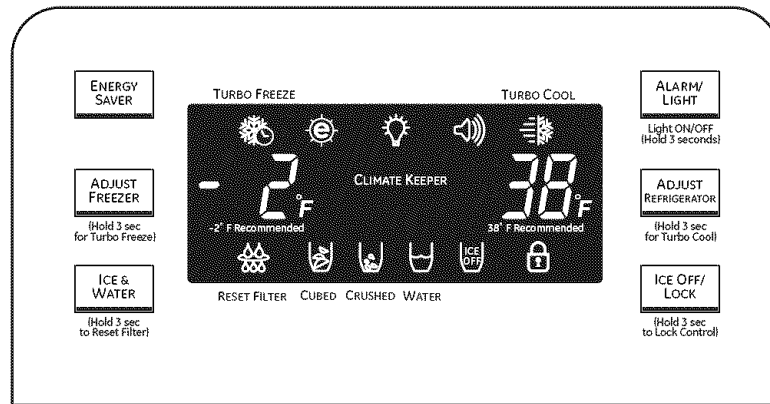 ENERGY
SAVER
TURBO FREEZE
TURBO COOL
ALARM/
LIGHT
Light ON/OFF
(Hold 3 seconds)
e
ADJUST
FREEZER
(Hold 3 sec
for Turbo Freeze)
-2°F
-2° F Recommended
CLIMATE KEEPER
38°F
38° F Recommended
ADJUST
REFRIGERATOR
(Hold 3 sec
for Turbo Cool)
ICE &
WATER
(Hold 3 sec
to Reset Filter)
ICE
OFF
RESET FILTER CUBED CRUSHED WATER
ICE OFF/
LOCK
(Hold 3 sec
to Lock Control)